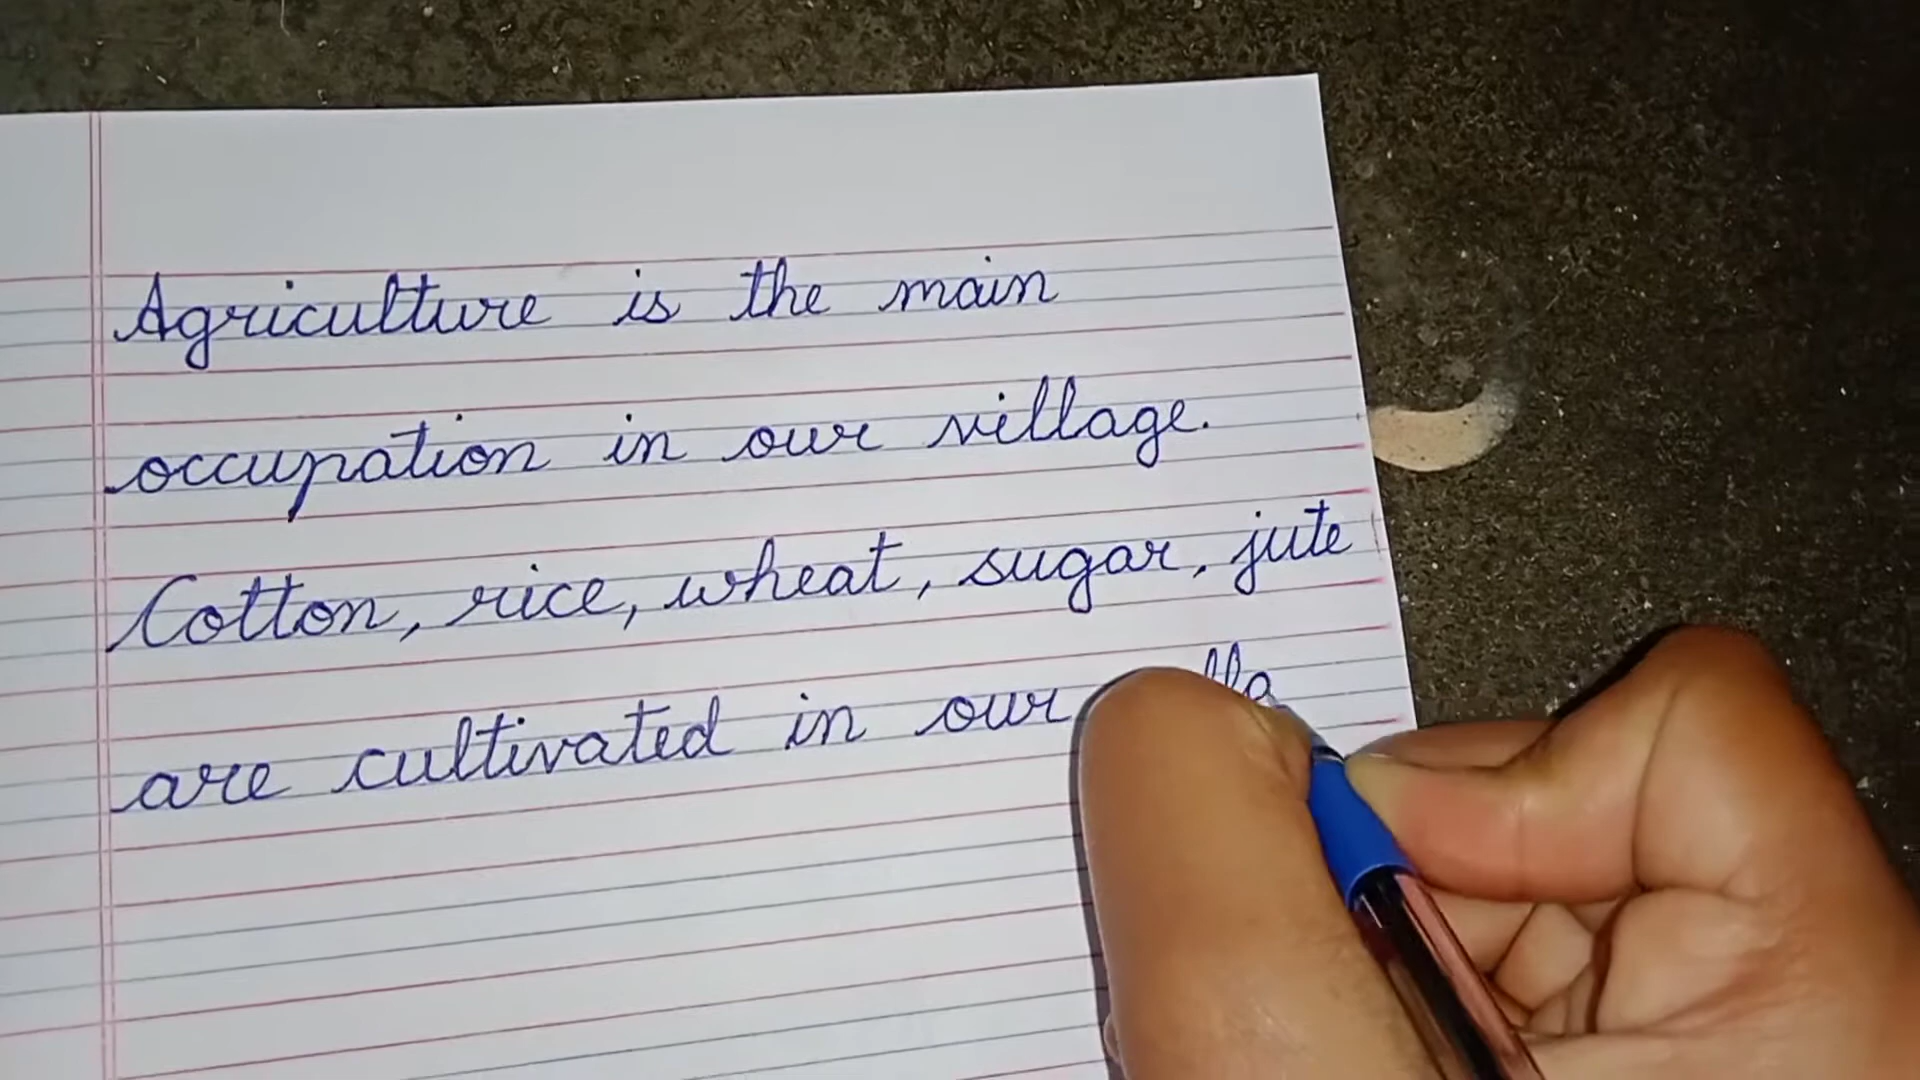 Agriculture is the main
occupation in our village.
Cotton, rice, wheat, sugar, jute
are cultivated in our